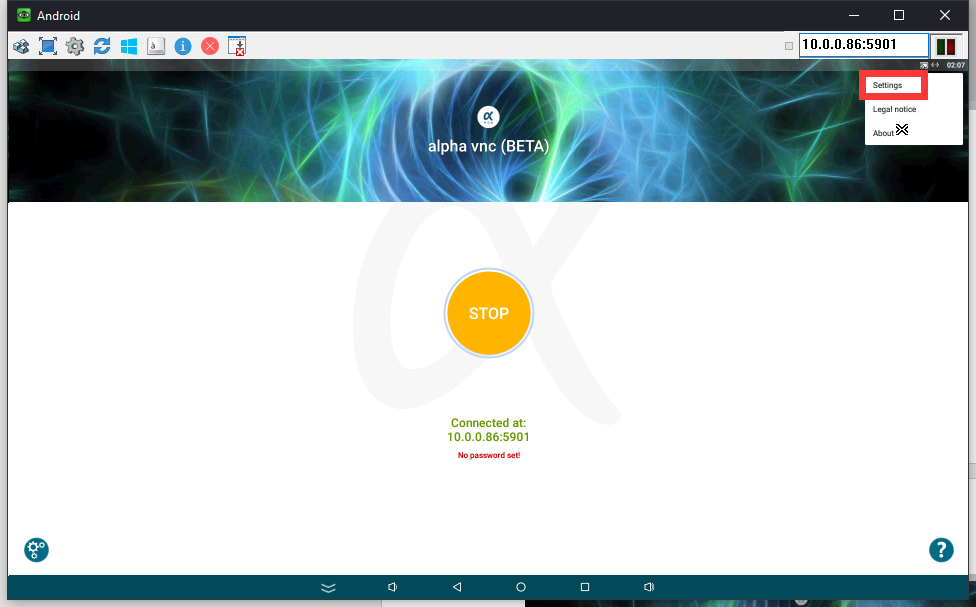 Android
10.0.0.86:5901
02:07
Settings
Legal notice
About
alpha vnc (BETA)
STOP
Connected at:
10.0.0.86:5901
No password set!